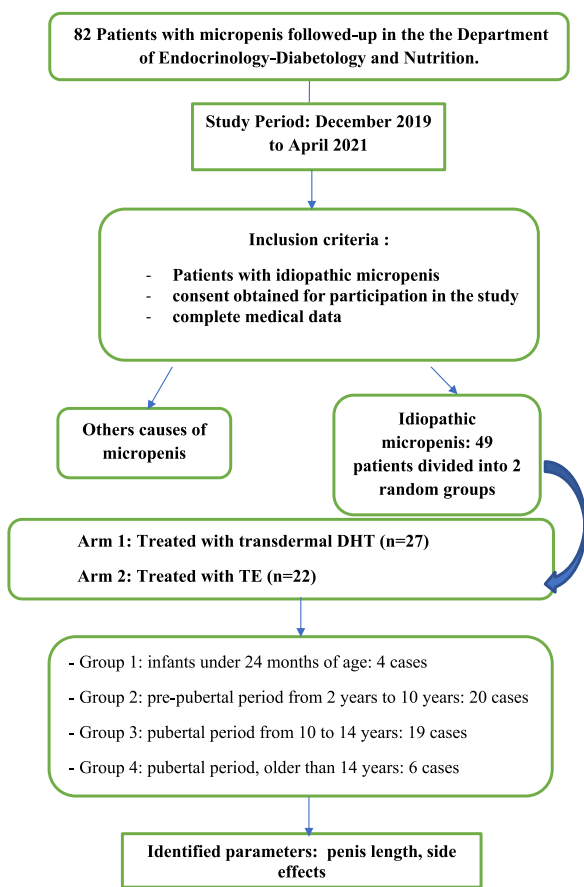 82 Patients with micropenis followed-up in the the Department
of Endocrinology-Diabetology and Nutrition.
Study Period: December 2019
to April 2021
Inclusion criteria :
- Patients with idiopathic micropenis
- consent obtained for participation in the study
- complete medical data
Others causes of
micropenis
Idiopathic
micropenis: 49
patients divided into 2
random groups
Arm 1: Treated with transdermal DHT (n=27)
Arm 2: Treated with TE (n=22)
- Group 1: infants under 24 months of age: 4 cases
- Group 2: pre-pubertal period from 2 years to 10 years: 20 cases
- Group 3: pubertal period from 10 to 14 years: 19 cases
- Group 4: pubertal period, older than 14 years: 6 cases
Identified parameters: penis length, side
effects